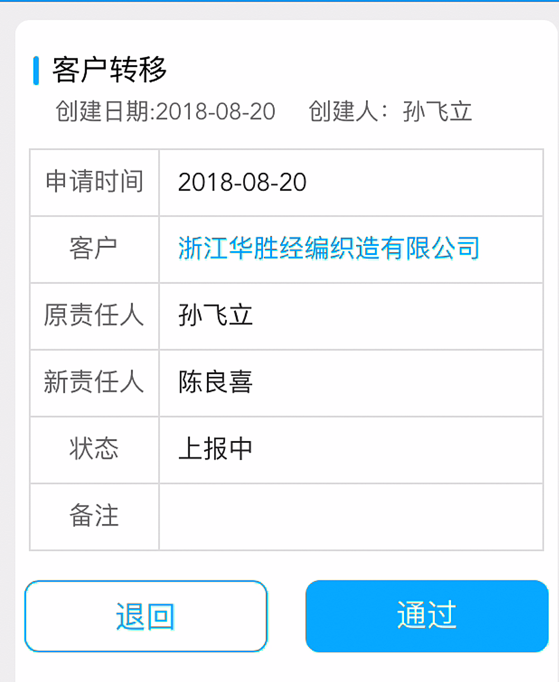 客户转移
创建日期:2018-08-20 创建人：孙飞立
申请时间 2018-08-20
客户 浙江华胜经编织造有限公司
原责任人 孙飞立
新责任人 陈良喜
状态 上报中
备注
退回 通过